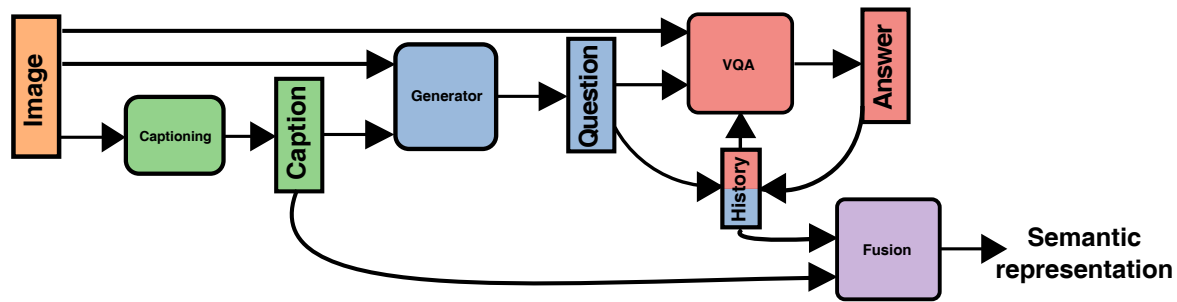 Image
Captioning
Caption
Generator
Question
VQA
Answer
History
Fusion
Semantic
representation